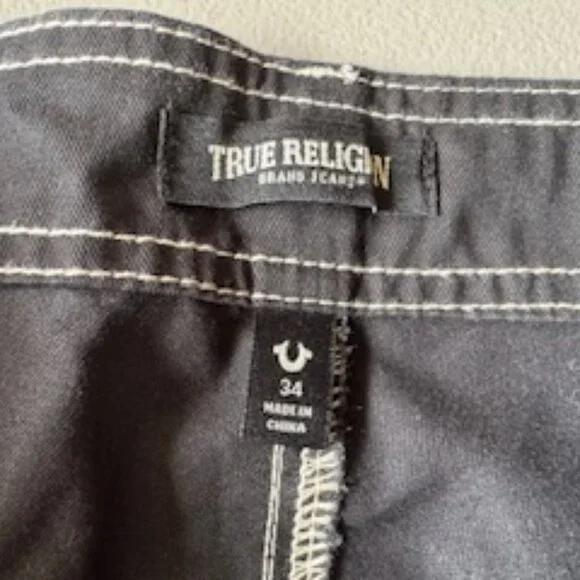 TRUE RELIGION
BRAND JEANS
34
MADE IN
CHINA